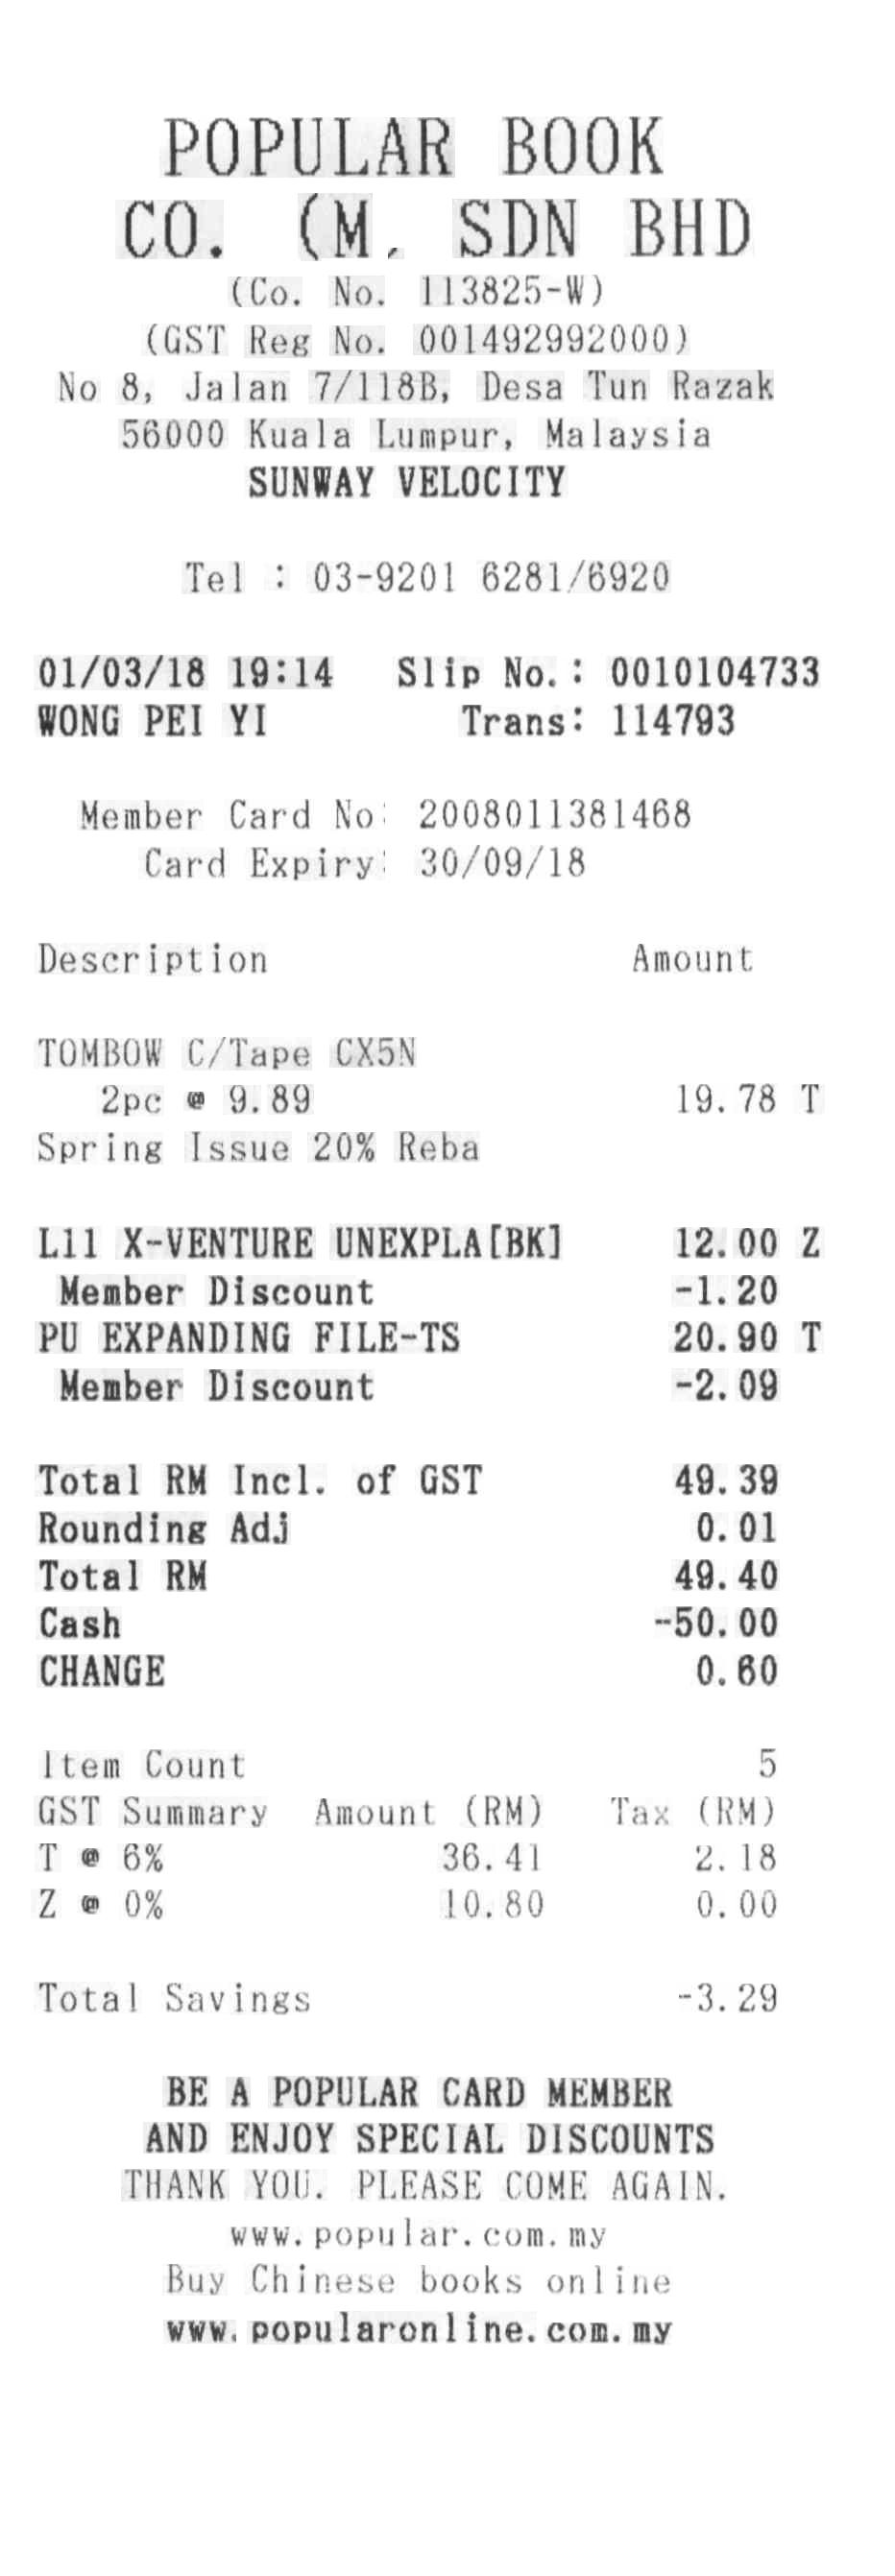 POPULAR BOOK
CO. (M. SDN BHD
(Co. No. 113825-W)
(GST Reg No. 001492992000)
No 8, Jalan 7/118B, Desa Tun Razak
56000 Kuala Lumpur, Malaysia
SUNWAY VELOCITY
Tel : 03-9201 6281/6920
01/03/18 19:14 Slip No.: 0010104733
WONG PEI YI Trans: 114793
Member Card No: 2008011381468
Card Expiry: 30/09/18
Description Amount
TOMBOW C/Tape CX5N
2pc @ 9.89 19.78 T
Spring Issue 20% Reba
L11 X-VENTURE UNEXPLA[BK] 12.00 Z
Member Discount -1.20
PU EXPANDING FILE-TS 20.90 T
Member Discount -2.09
Total RM Incl. of GST 49.39
Rounding Adj 0.01
Total RM 49.40
Cash -50.00
CHANGE 0.60
Item Count 5
GST Summary Amount (RM) Tax (RM)
T @ 6% 36.41 2.18
Z @ 0% 10.80 0.00
Total Savings -3.29
BE A POPULAR CARD MEMBER
AND ENJOY SPECIAL DISCOUNTS
THANK YOU. PLEASE COME AGAIN.
www.popular.com.my
Buy Chinese books online
www.popularonline.com.my